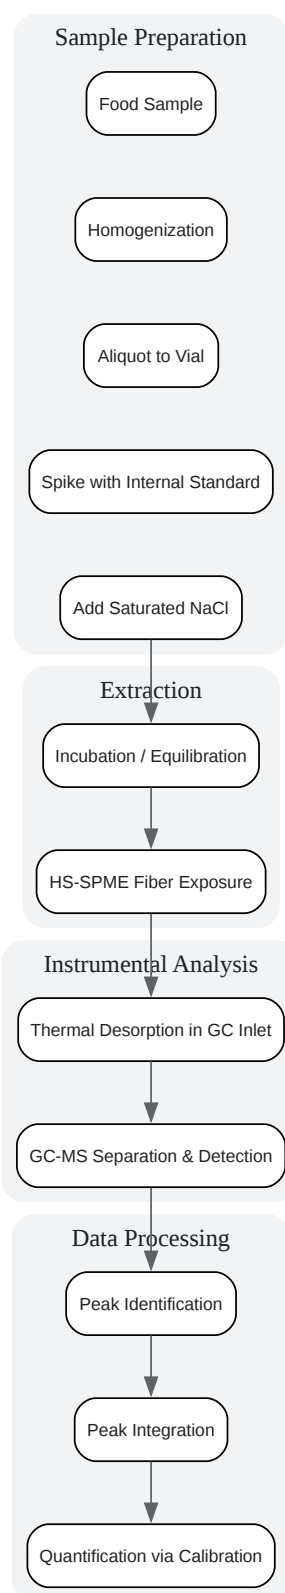 Sample Preparation
Food Sample
Homogenization
Aliquot to Vial
Spike with Internal Standard
Add Saturated NaCl
Extraction
Incubation / Equilibration
HS-SPME Fiber Exposure
Instrumental Analysis
Thermal Desorption in GC Inlet
GC-MS Separation & Detection
Data Processing
Peak Identification
Peak Integration
Quantification via Calibration